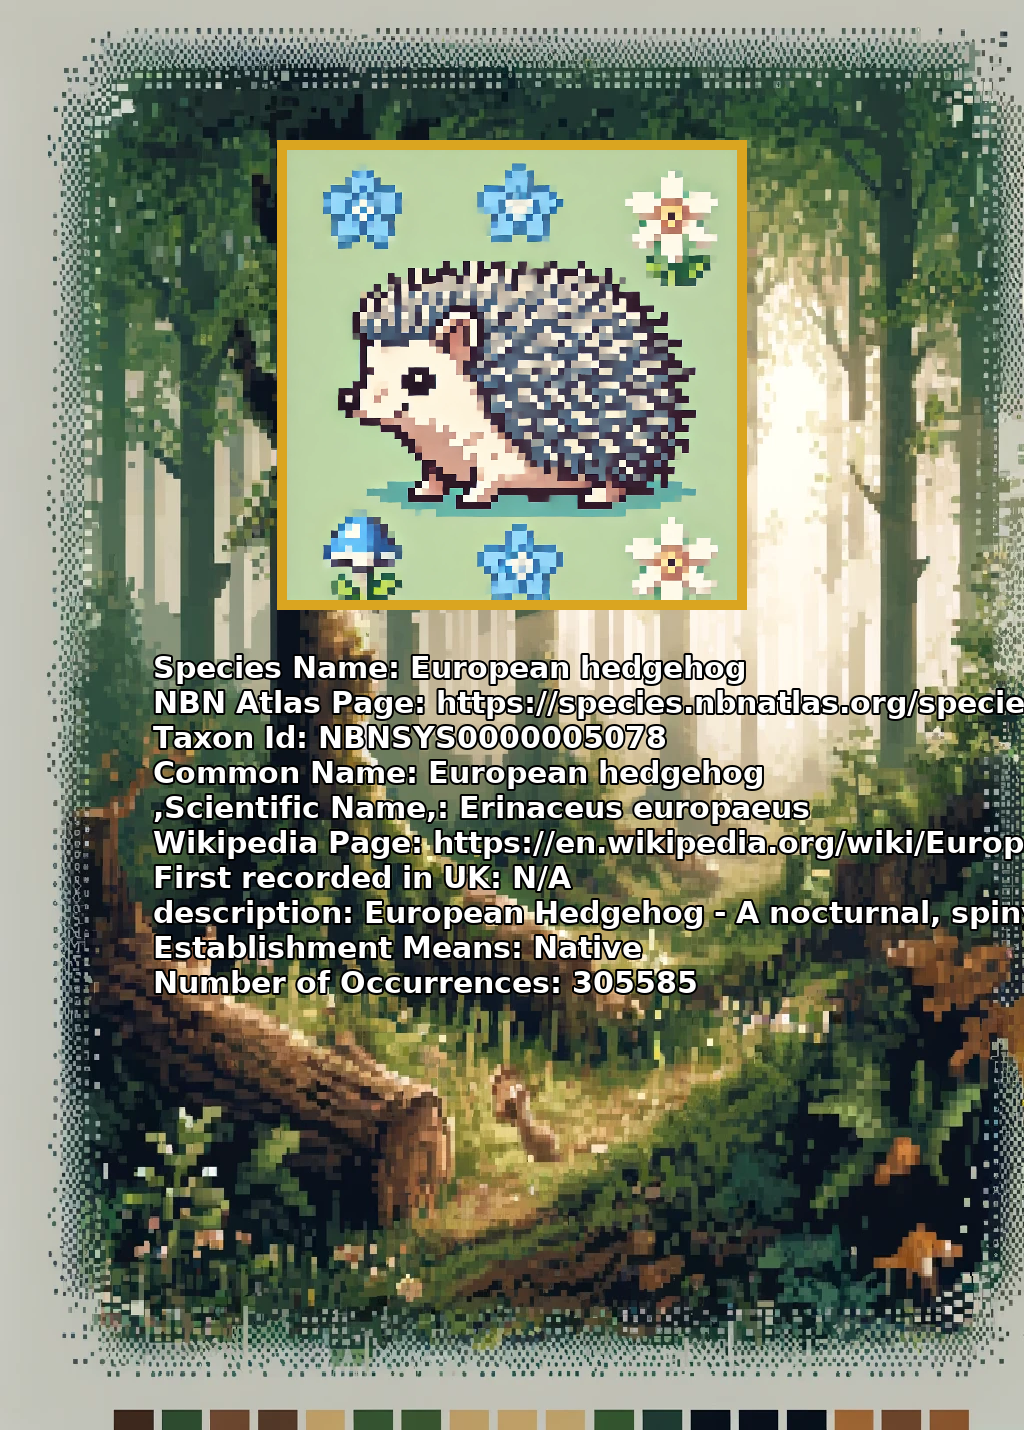 Species Name: European hedgehog
NBN Atlas Page: https://species.nbnatlas.org/specie
Taxon Id: NBNSYS0000005078
Common Name: European hedgehog
,Scientific Name,: Erinaceus europaeus
Wikipedia Page: https://en.wikipedia.org/wiki/Europ
First recorded in UK: N/A
description: European Hedgehog - A nocturnal,
Establishment Means: Native
Number of Occurrences: 305585